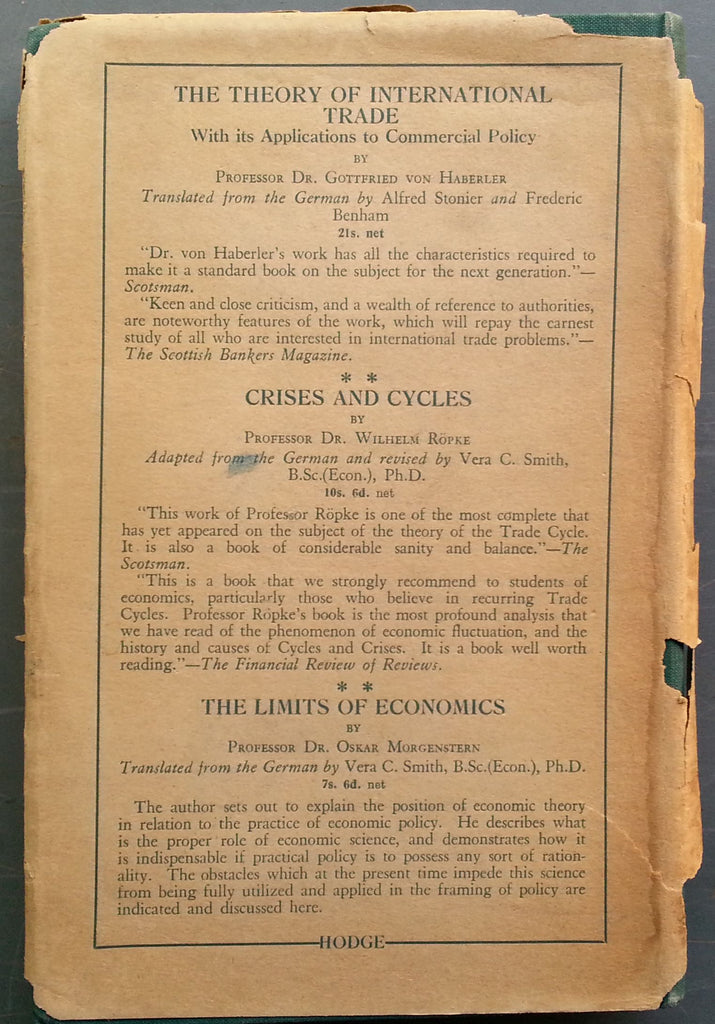 THE THEORY OF INTERNATIONAL
TRADE
With its Applications to Commercial Policy
BY
PROFESSOR DR. GOTTFRIED VON HABERLER
Translated from the German by Alfred Stonier and Frederic
Benham
21s. net
"Dr. von Haberler's work has all the characteristics required to
make it a standard book on the subject for the next generation."—
Scotsman.
"Keen and close criticism, and a wealth of reference to authorities,
are noteworthy features of the work, which will repay the earnest
study of all who are interested in international trade problems."—
The Scottish Bankers Magazine.
* *
CRISES AND CYCLES
BY
PROFESSOR DR. WILHELM RÖPKE
Adapted from the German and revised by Vera C. Smith,
B.Sc.(Econ.), Ph.D.
10s. 6d. net
"This work of Professor Röpke is one of the most complete that
has yet appeared on the subject of the theory of the Trade Cycle.
It is also a book of considerable sanity and balance."—The
Scotsman.
"This is a book that we strongly recommend to students of
economics, particularly those who believe in recurring Trade
Cycles. Professor Röpke's book is the most profound analysis that
we have read of the phenomenon of economic fluctuation, and the
history and causes of Cycles and Crises. It is a book well worth
reading."—The Financial Review of Reviews.
* *
THE LIMITS OF ECONOMICS
BY
PROFESSOR DR. OSKAR MORGENSTERN
Translated from the German by Vera C. Smith, B.Sc.(Econ.), Ph.D.
7s. 6d. net
The author sets out to explain the position of economic theory
in relation to the practice of economic policy. He describes what
is the proper role of economic science, and demonstrates how it
is indispensable if practical policy is to possess any sort of ration-
ality. The obstacles which at the present time impede this science
from being fully utilized and applied in the framing of policy are
indicated and discussed here.
HODGE